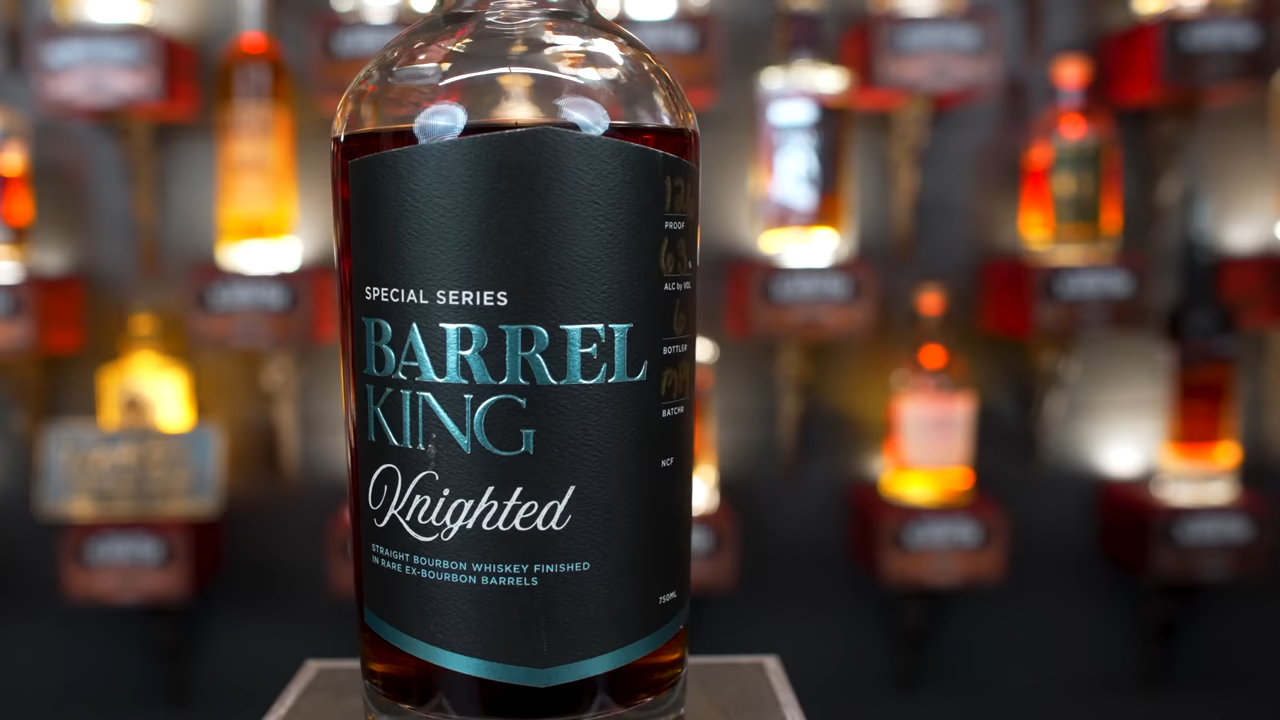 SPECIAL SERIES
BARREL
KING
Knighted
STRAIGHT BOURBON WHISKEY FINISHED
IN RARE EX-BOURBON BARRELS
PROOF
ALC by VOL
BOTTLE#
BATCH#
NCF
750ML